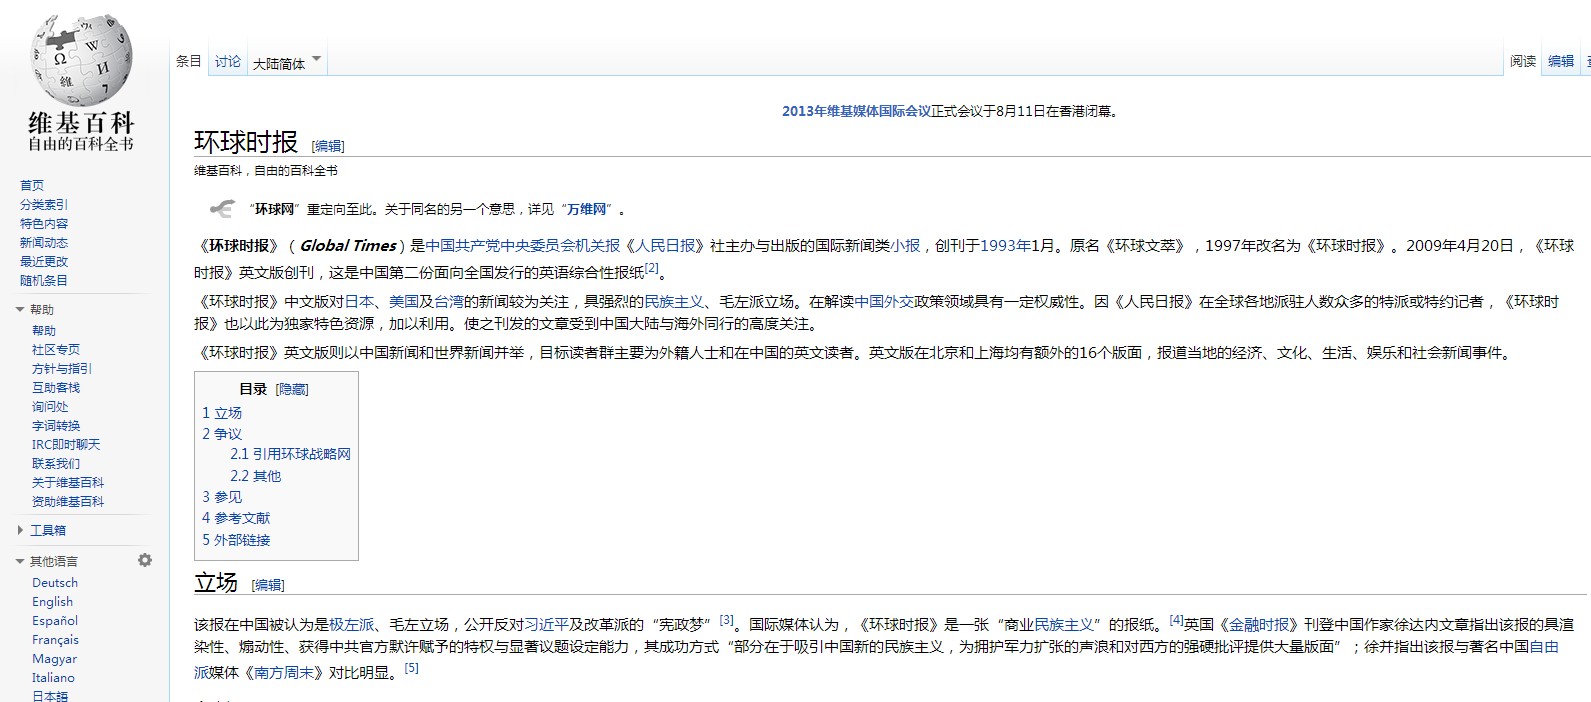 维基百科
自由的百科全书
条目 讨论 大陆简体
阅读 编辑
2013年维基媒体国际会议正式会议于8月11日在香港闭幕。
环球时报 [编辑]
维基百科，自由的百科全书
“环球网”重定向至此。关于同名的另一个意思，详见“万维网”。
《环球时报》（Global Times）是中国共产党中央委员会机关报《人民日报》社主办与出版的国际新闻类小报，创刊于1993年1月。原名《环球文萃》，1997年改名为《环球时报》。2009年4月20日，《环球
时报》英文版创刊，这是中国第二份面向全国发行的英语综合性报纸[2]。
《环球时报》中文版对日本、美国及台湾的新闻较为关注，具强烈的民族主义、毛左派立场。在解读中国外交政策领域具有一定权威性。因《人民日报》在全球各地派驻人数众多的特派或特约记者，《环球时
报》也以此为独家特色资源，加以利用。使之刊发的文章受到中国大陆与海外同行的高度关注。
《环球时报》英文版则以中国新闻和世界新闻并举，目标读者群主要为外籍人士和在中国的英文读者。英文版在北京和上海均有额外的16个版面，报道当地的经济、文化、生活、娱乐和社会新闻事件。
目录 [隐藏]
1 立场
2 争议
2.1 引用环球战略网
2.2 其他
3 参见
4 参考文献
5 外部链接
立场 [编辑]
该报在中国被认为是极左派、毛左立场，公开反对习近平及改革派的“宪政梦”[3]。国际媒体认为，《环球时报》是一张“商业民族主义”的报纸。[4]英国《金融时报》刊登中国作家徐达内文章指出该报的具渲
染性、煽动性、获得中共官方默许赋予的特权与显著议题设定能力，其成功方式“部分在于吸引中国新的民族主义，为拥护军力扩张的声浪和对西方的强硬批评提供大量版面”；徐并指出该报与著名中国自由
派媒体《南方周末》对比明显。[5]
首页
分类索引
特色内容
新闻动态
最近更改
随机条目
帮助
帮助
社区专页
方针与指引
互助客栈
询问处
字词转换
IRC即时聊天
联系我们
关于维基百科
资助维基百科
工具箱
其他语言
Deutsch
English
Español
Français
Magyar
Italiano
日本語